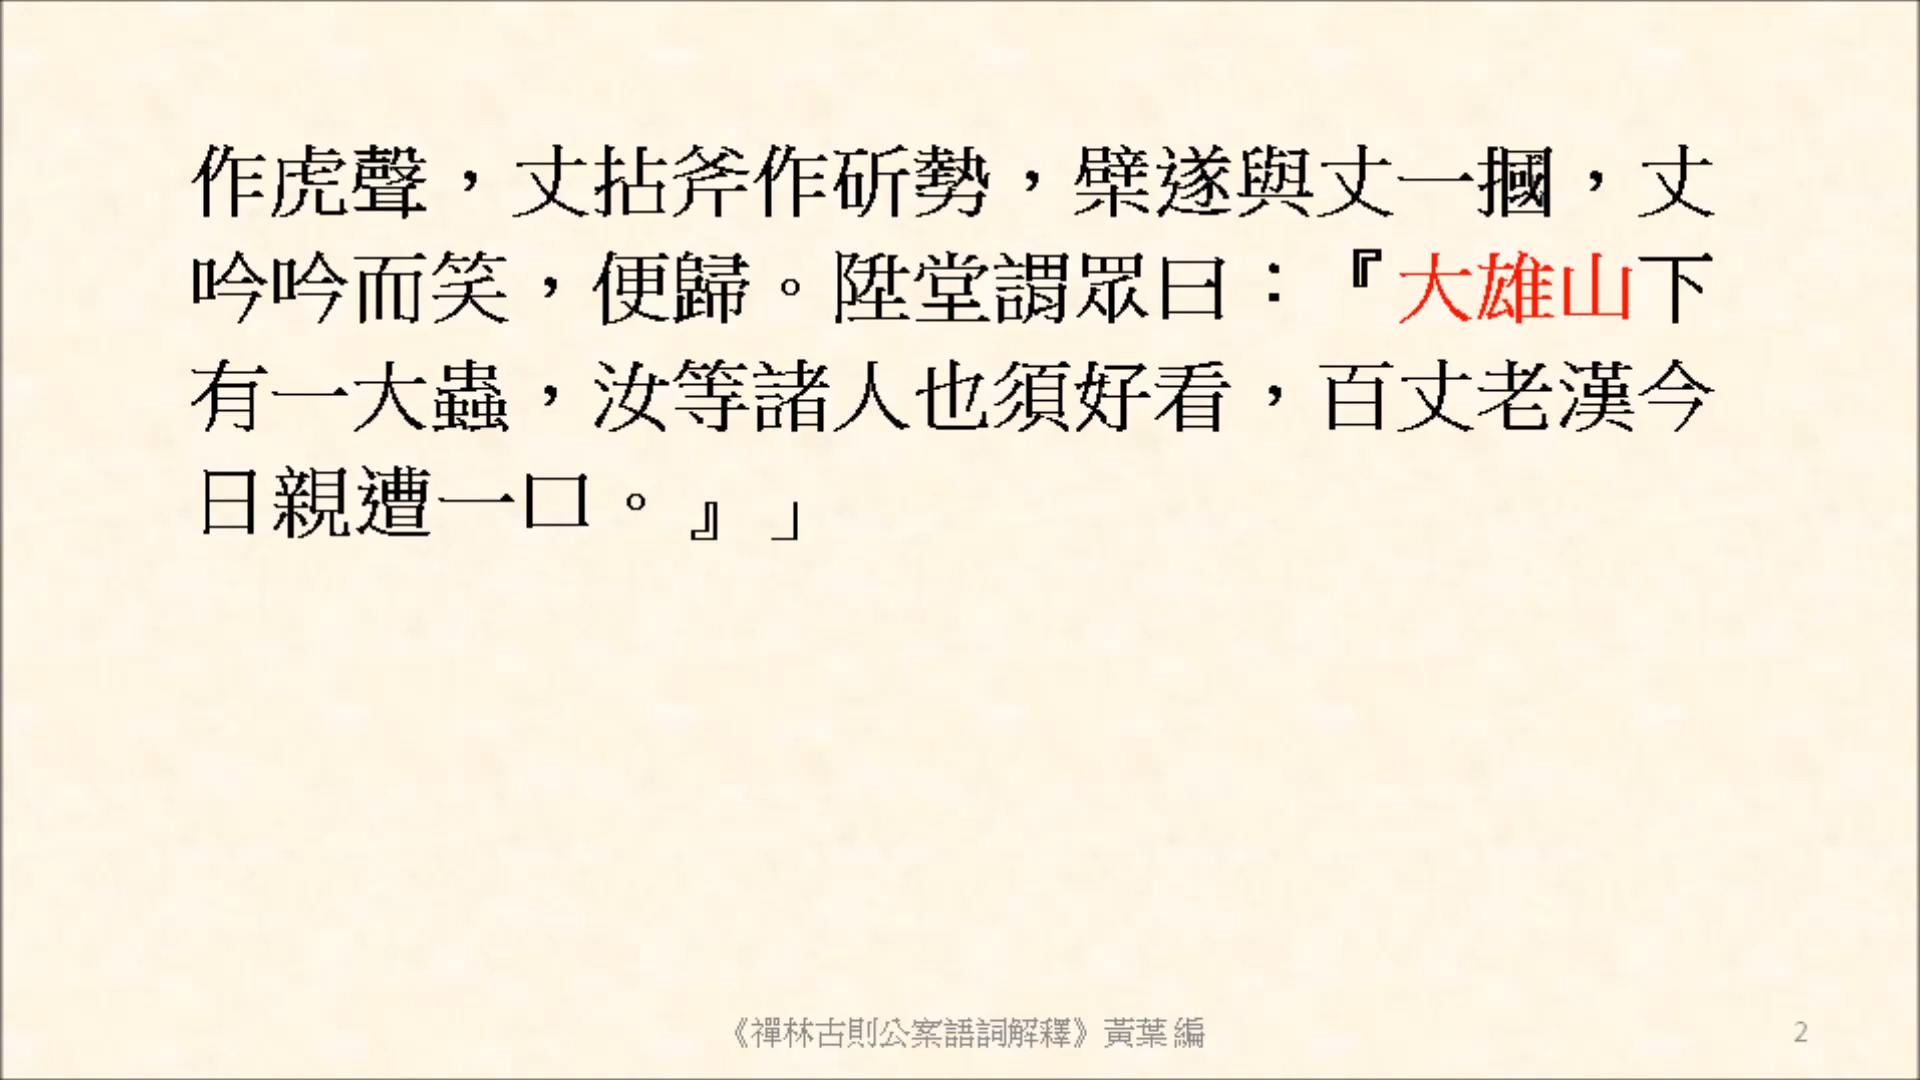 作虎聲，丈拈斧作斫勢，檗遂與丈一摑，丈
吟吟而笑，便歸。陞堂謂眾曰：『大雄山下
有一大蟲，汝等諸人也須好看，百丈老漢今
日親遭一口。』」
《禪林古則公案語詞解釋》黃葉 編
2